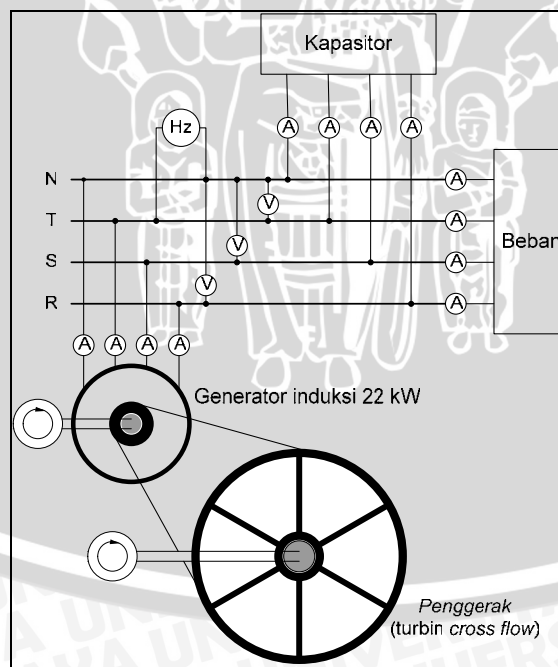 Kapasitor
A A A A
Hz
N
A
V
T
A
V
Beban
S
A
V
R
A
A A A A
Generator induksi 22 kW
Penggerak
(turbin cross flow)